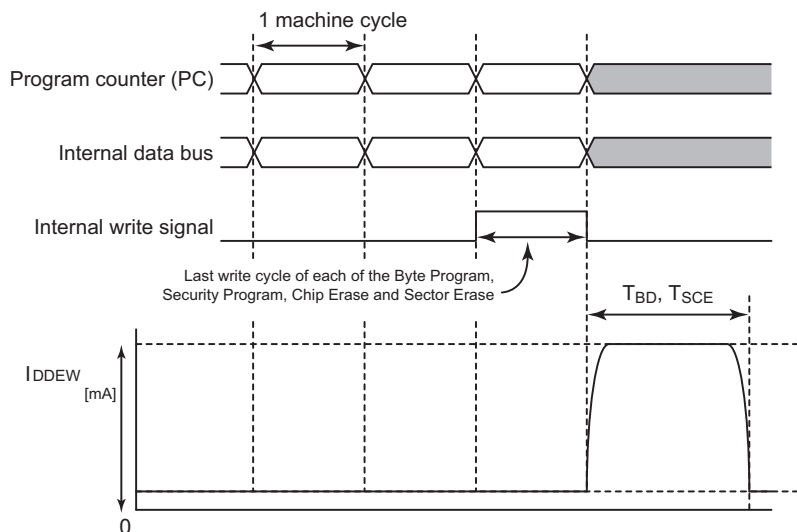 1 machine cycle
Program counter (PC)
Internal data bus
Internal write signal
Last write cycle of each of the Byte Program,
Security Program, Chip Erase and Sector Erase
TBD, TSCE
IDDEW
[mA]
0